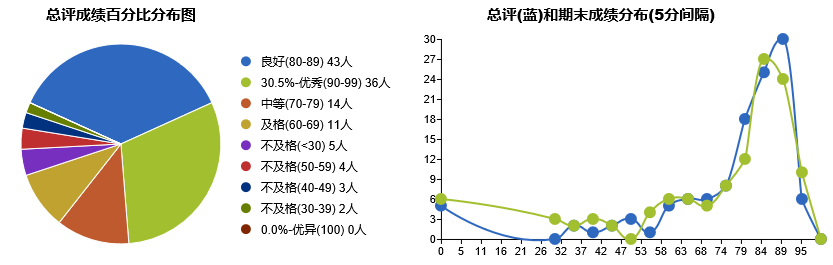 总评成绩百分比分布图
良好(80-89) 43人
30.5%-优秀(90-99) 36人
中等(70-79) 14人
及格(60-69) 11人
不及格(<30) 5人
不及格(50-59) 4人
不及格(40-49) 3人
不及格(30-39) 2人
0.0%-优异(100) 0人
总评(蓝)和期末成绩分布(5分间隔)
30
27
24
21
18
15
12
9
6
3
0
0 5 11 16 21 26 32 37 42 47 53 58 63 68 74 79 84 89 95